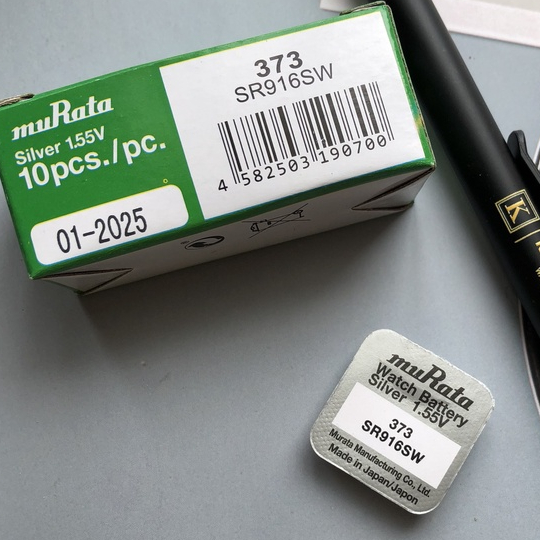 muRata
Silver 1.55V
10pcs./pc.
01-2025
373
SR916SW
4 582503 190700
K
muRata
Watch Battery
Silver 1.55V
373
SR916SW
Murata Manufacturing Co., Ltd.
Made in Japan/Japon